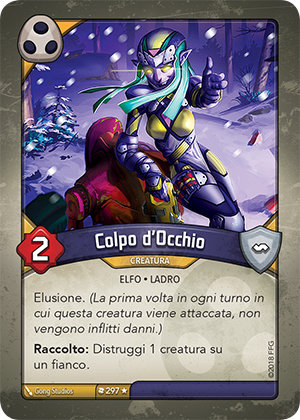 2
Colpo d'Occhio
CREATURA
ELFO • LADRO
Elusione. (La prima volta in ogni turno in
cui questa creatura viene attaccata, non
vengono inflitti danni.)
Raccolto: Distruggi 1 creatura su
un fianco.
©2018 FFG
Gong Studios
297 ★